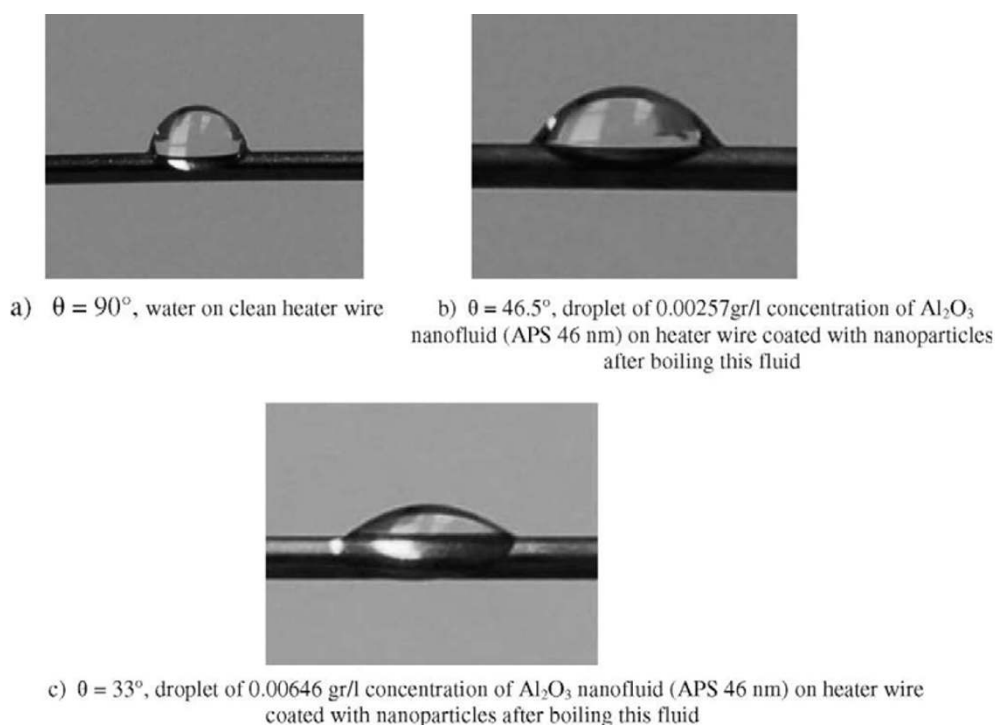 a) θ = 90°, water on clean heater wire
b) θ = 46.5°, droplet of 0.00257gr/l concentration of Al₂O₃
nanofluid (APS 46 nm) on heater wire coated with nanoparticles
after boiling this fluid
c) θ = 33°, droplet of 0.00646 gr/l concentration of Al₂O₃ nanofluid (APS 46 nm) on heater wire
coated with nanoparticles after boiling this fluid